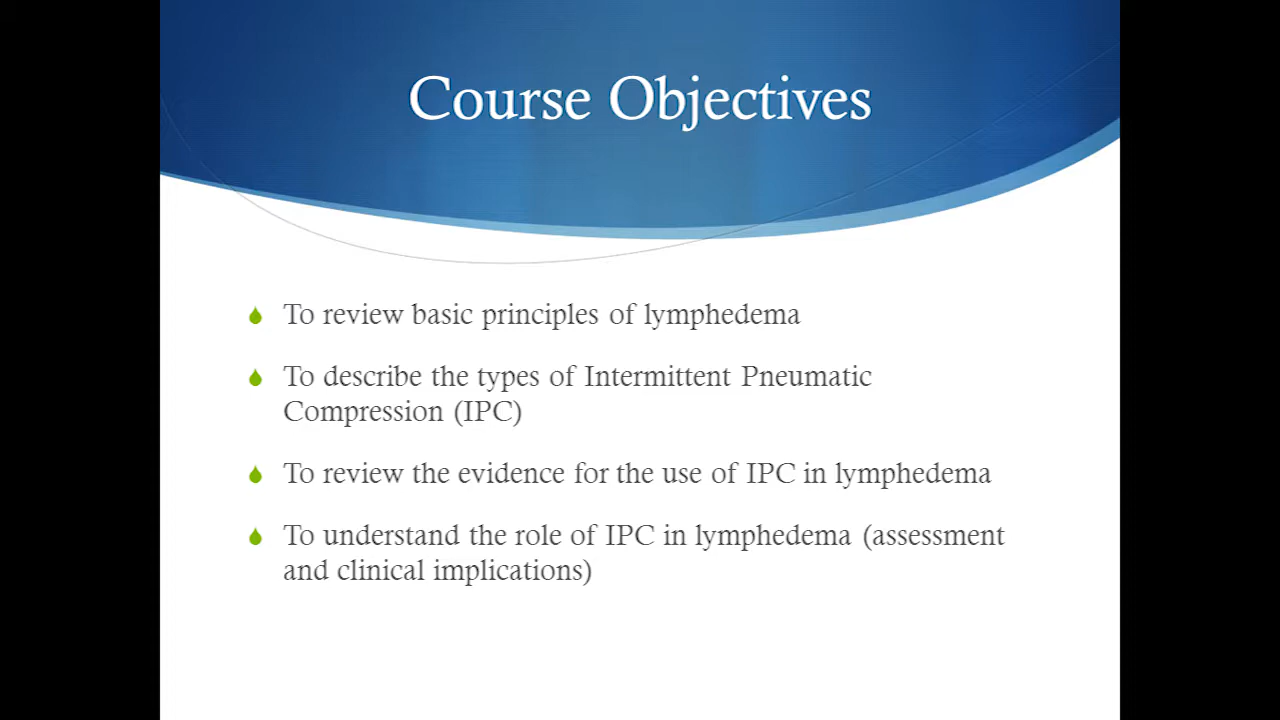 Course Objectives
To review basic principles of lymphedema
To describe the types of Intermittent Pneumatic
Compression (IPC)
To review the evidence for the use of IPC in lymphedema
To understand the role of IPC in lymphedema (assessment
and clinical implications)